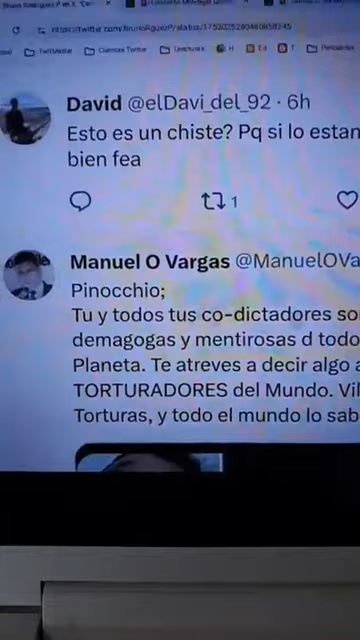 David @elDavi_del_92 · 6h
Esto es un chiste? Pq si lo estan
bien fea
1
Manuel O Vargas @ManuelOVa
Pinocchio;
Tu y todos tus co-dictadores so
demagogas y mentirosas d todo
Planeta. Te atreves a decir algo a
TORTURADORES del Mundo. Vil
Torturas, y todo el mundo lo sab